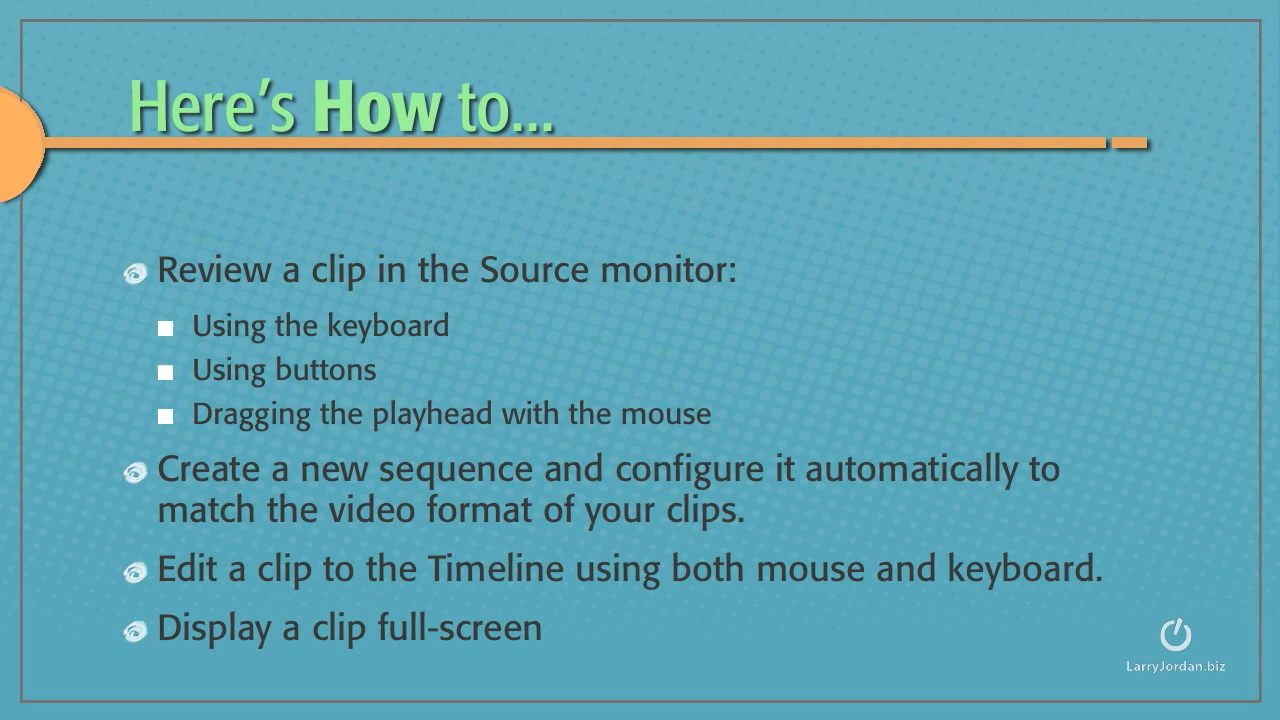 Here’s How to...
Review a clip in the Source monitor:
Using the keyboard
Using buttons
Dragging the playhead with the mouse
Create a new sequence and configure it automatically to
match the video format of your clips.
Edit a clip to the Timeline using both mouse and keyboard.
Display a clip full-screen
LarryJordan.biz